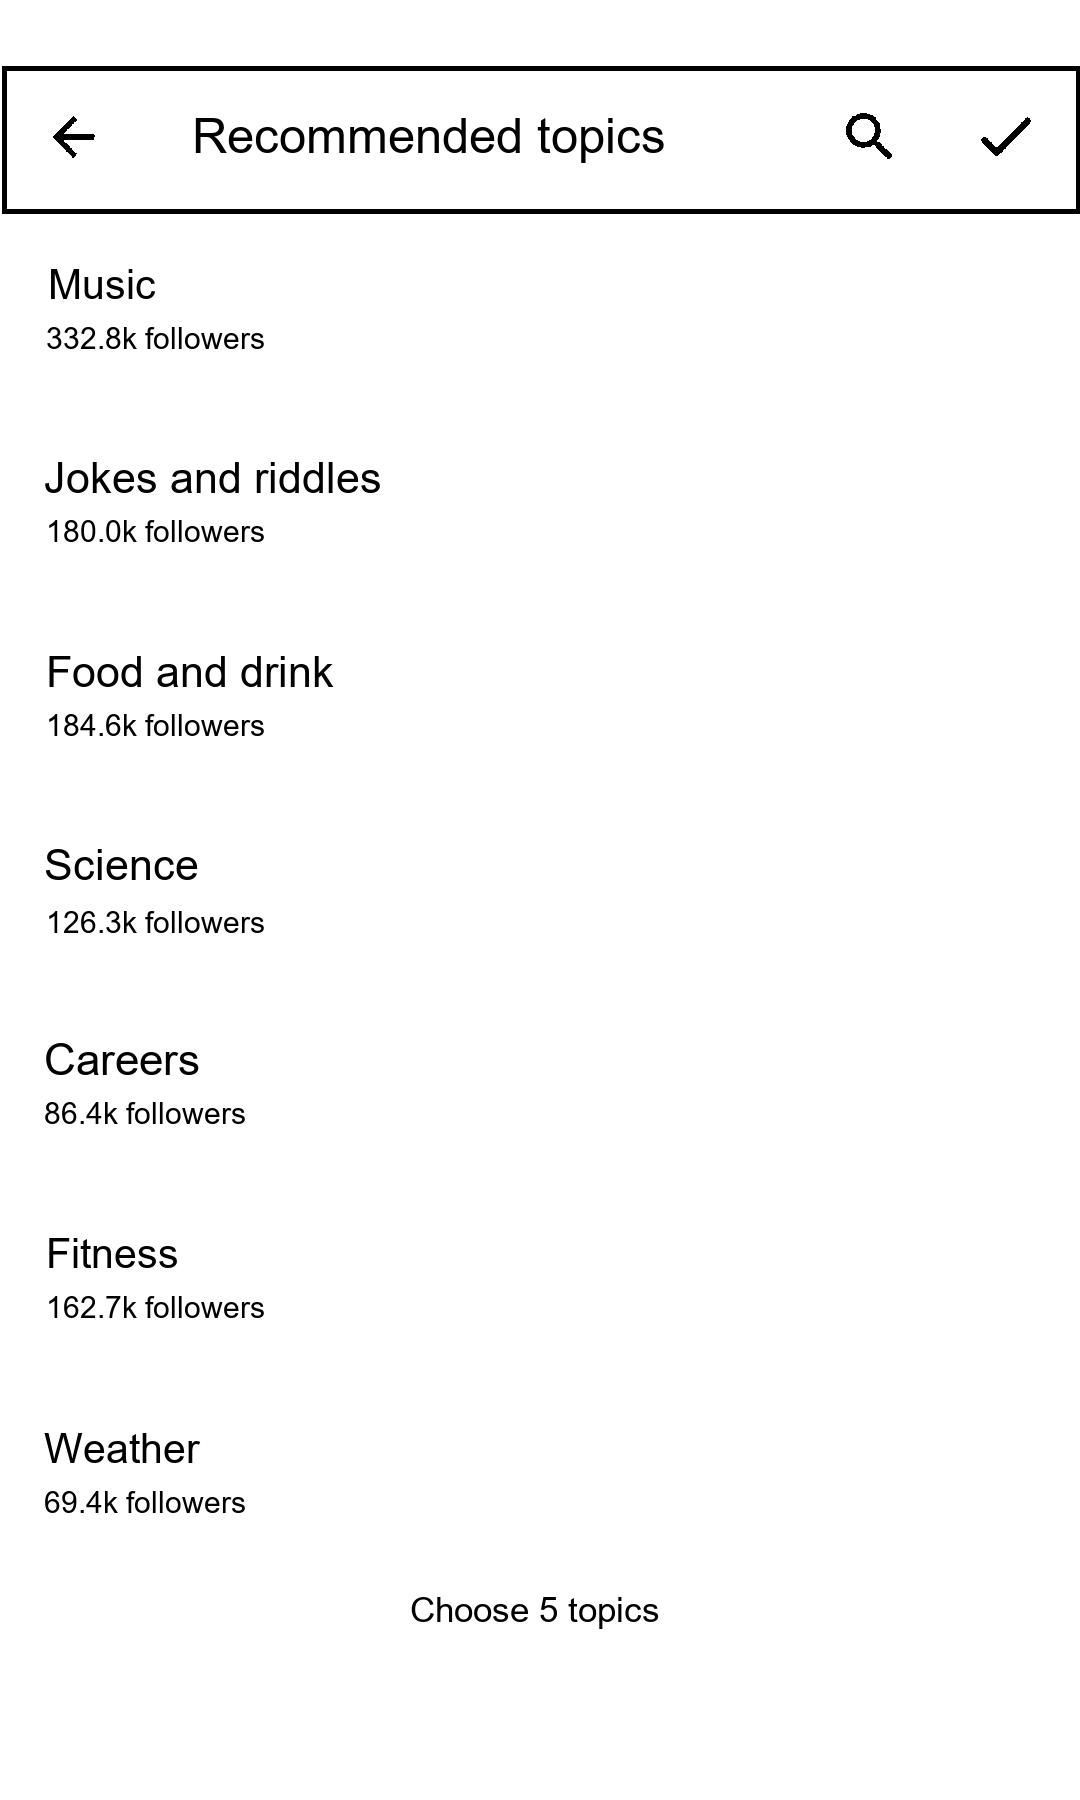 Recommended topics
Music
332.8k followers
Jokes and riddles
180.0k followers
Food and drink
184.6k followers
Science
126.3k followers
Careers
86.4k followers
Fitness
162.7k followers
Weather
69.4k followers
Choose 5 topics